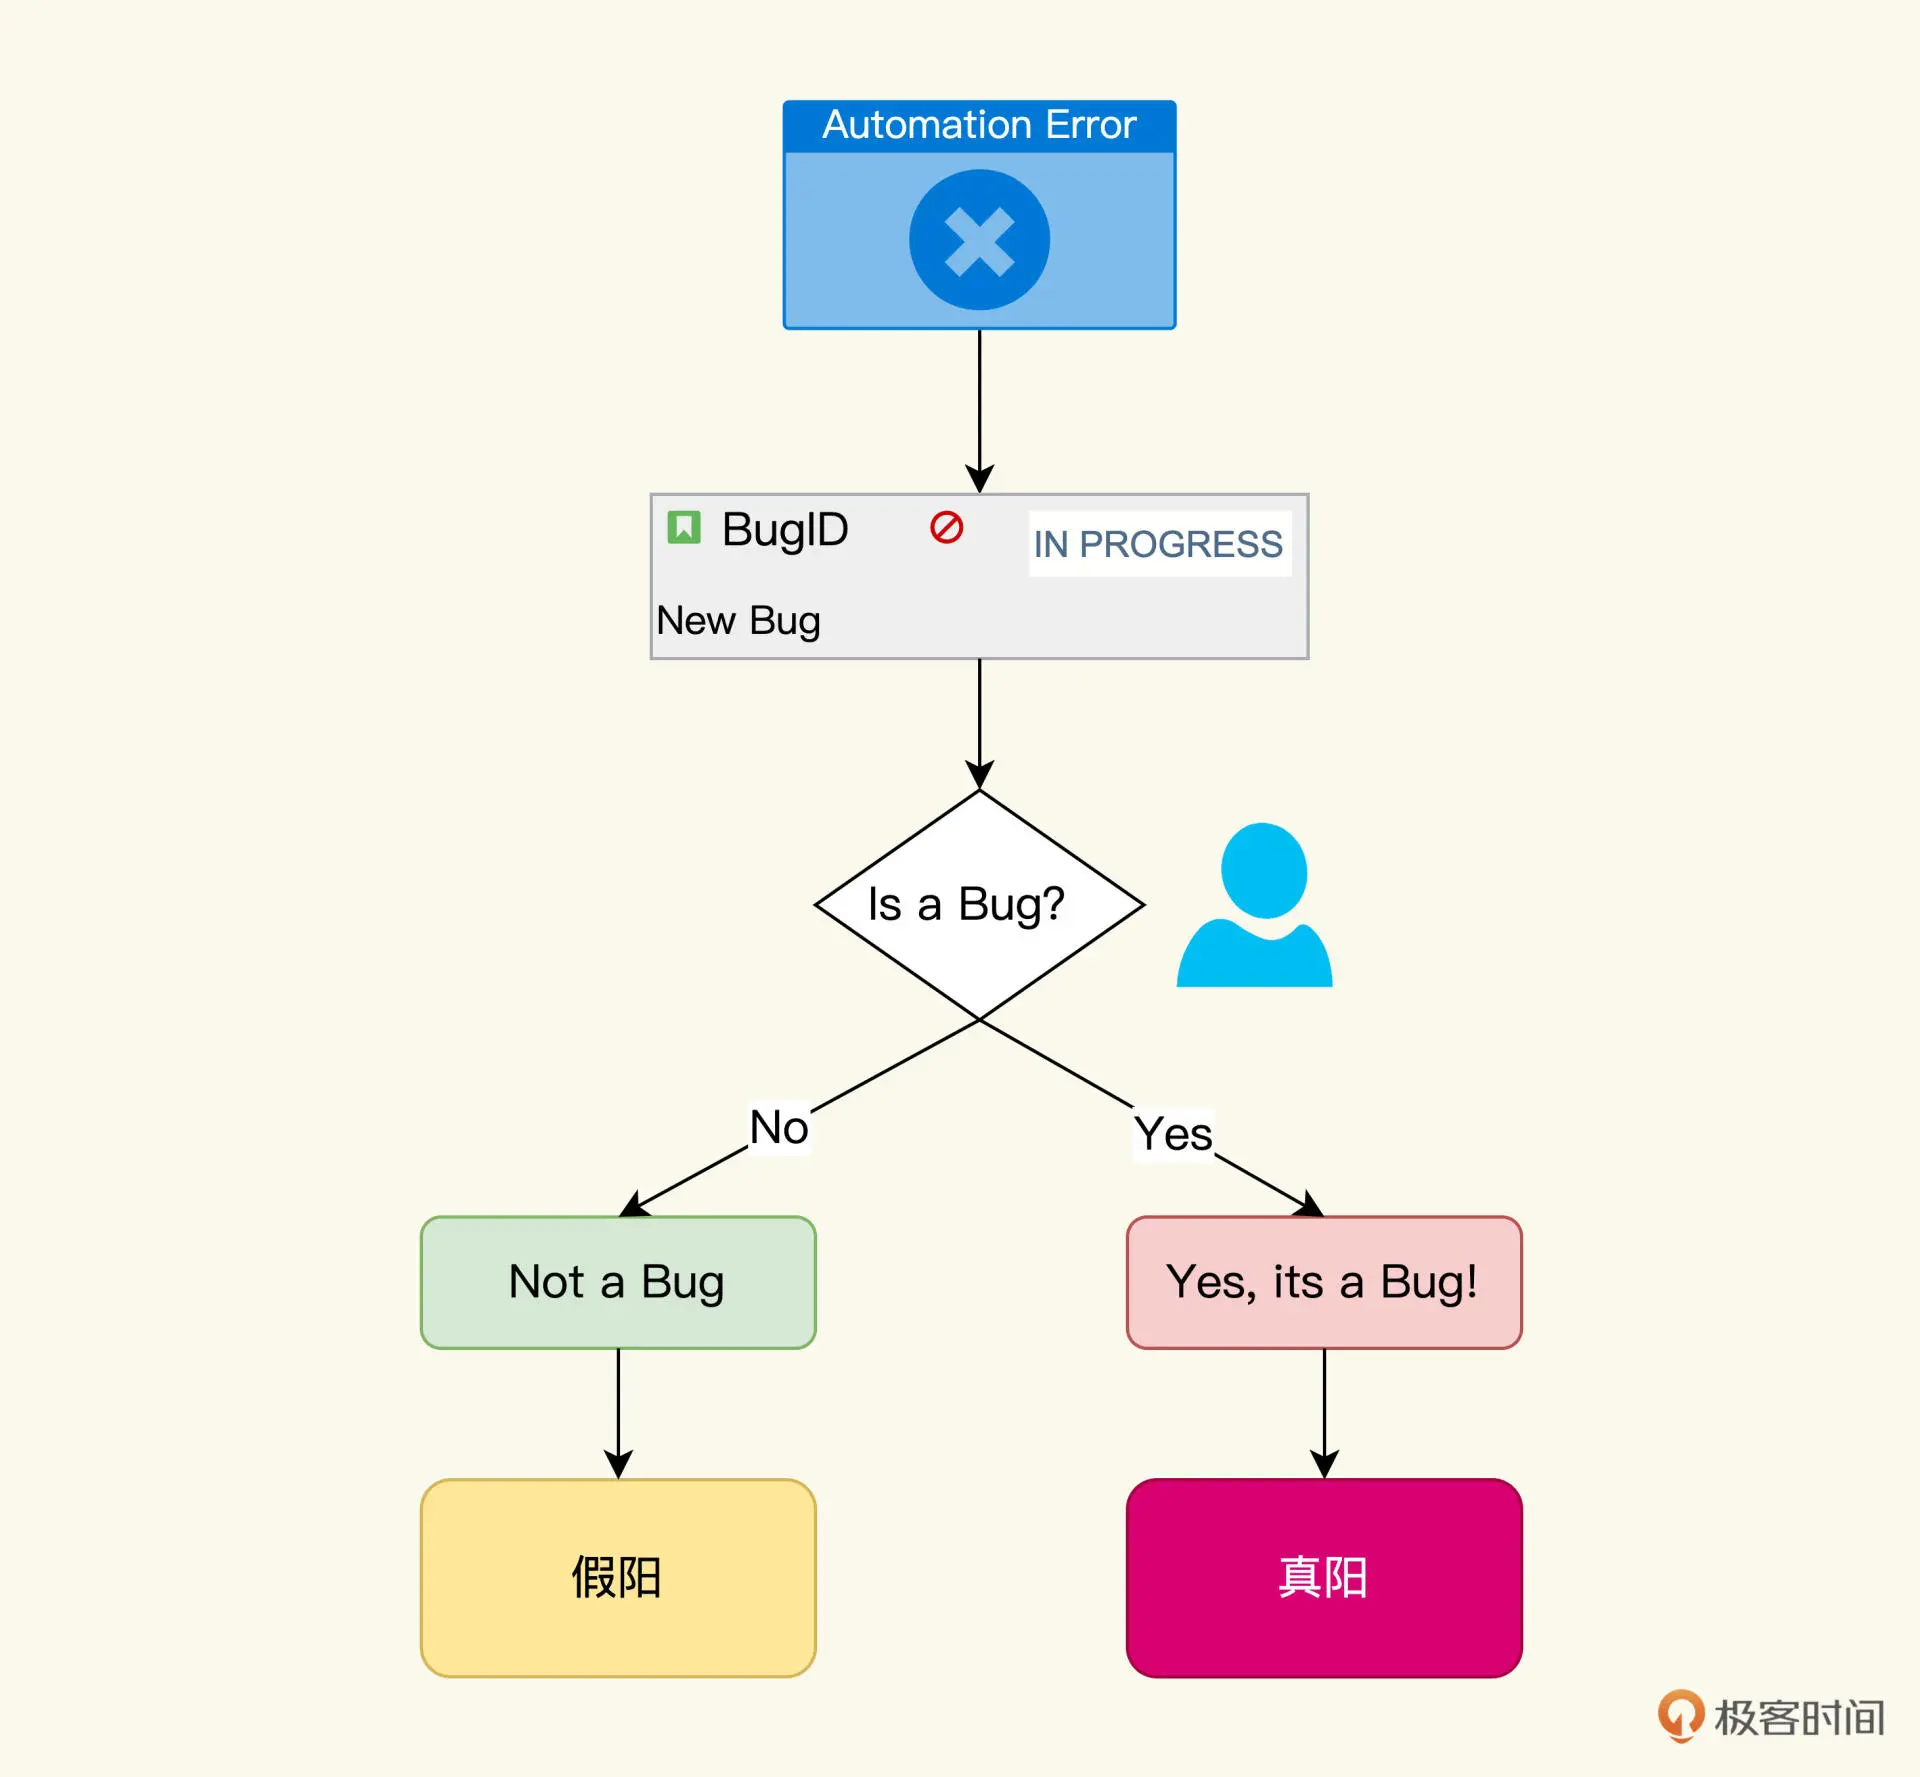 Automation Error
BugID
IN PROGRESS
New Bug
Is a Bug?
No
Yes
Not a Bug
Yes, its a Bug!
假阳
真阳
极客时间